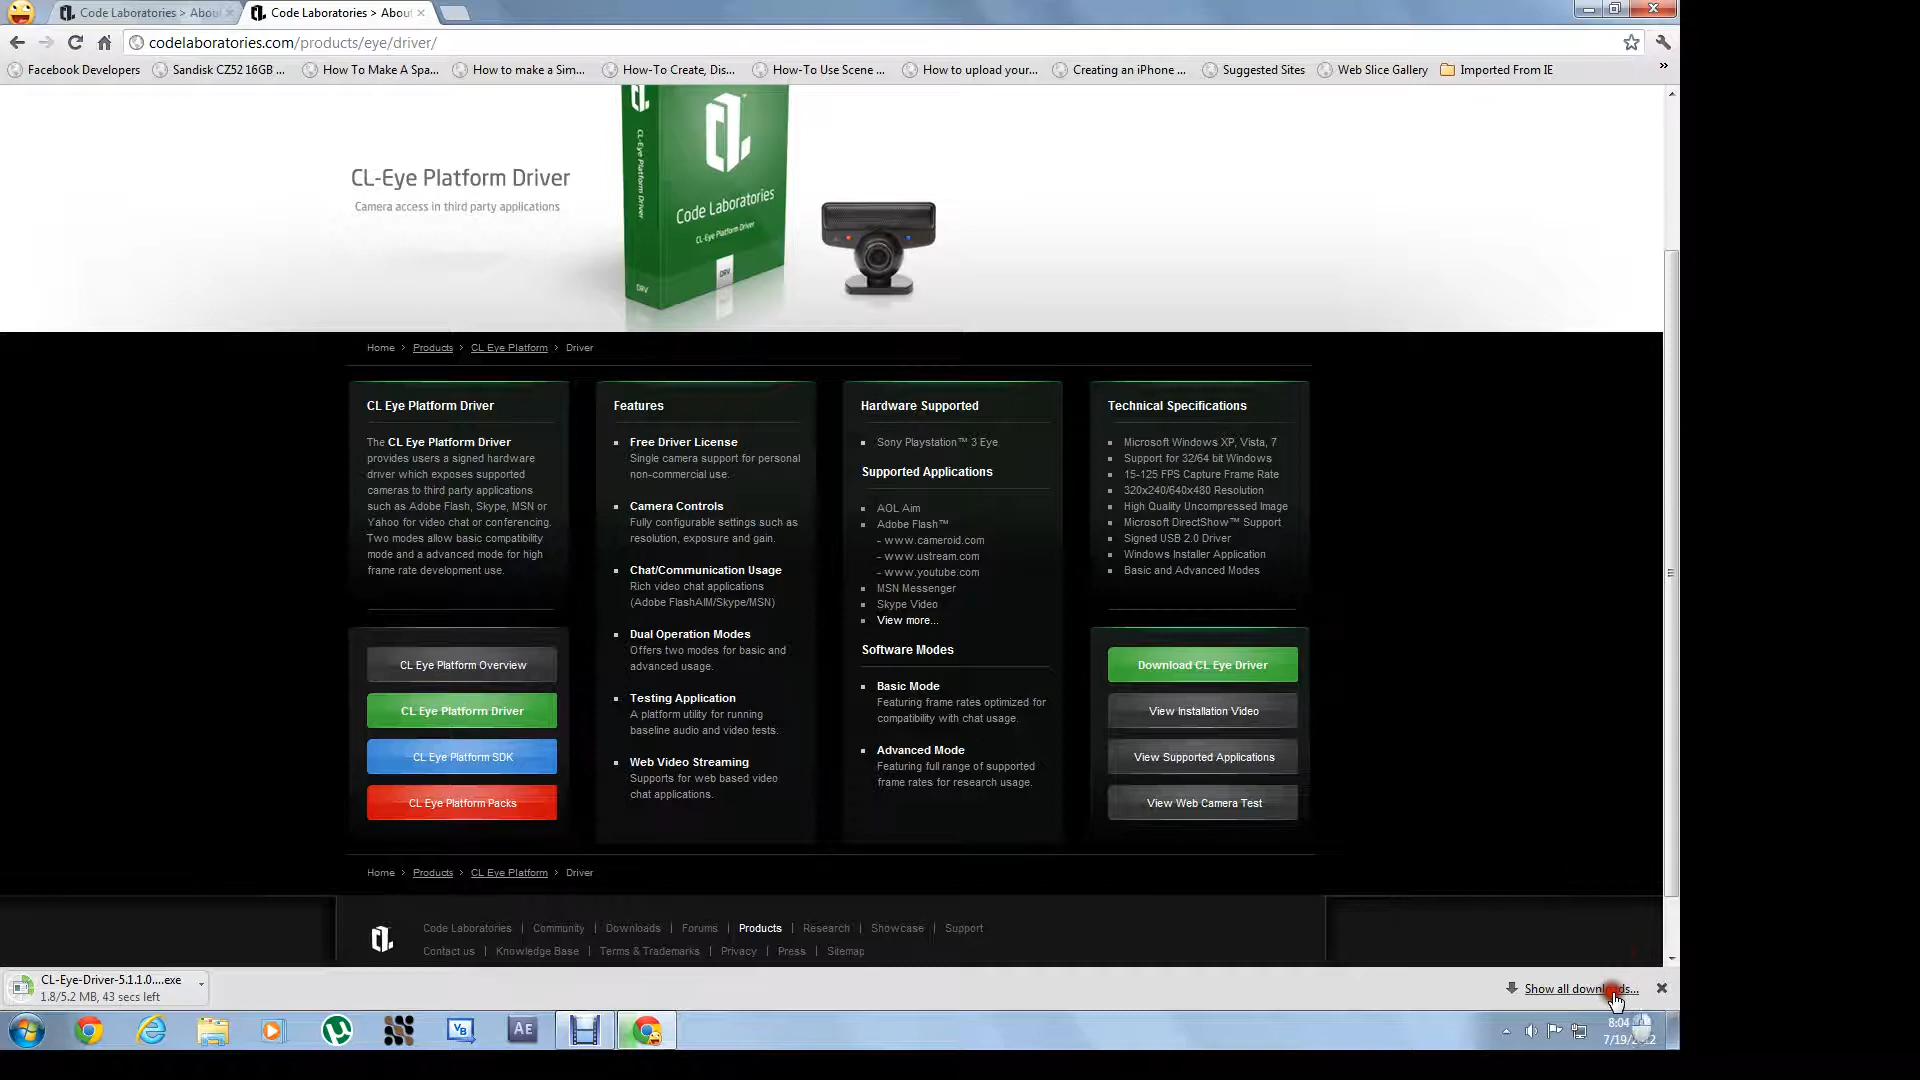 Code Laboratories > Abou
Code Laboratories > Abou
codelaboratories.com/products/eye/driver/
Facebook Developers
Sandisk CZ52 16GB ...
How To Make A Spa...
How to make a Sim...
How-To Create, Dis...
How-To Use Scene ...
How to upload your...
Creating an iPhone ...
Suggested Sites
Web Slice Gallery
Imported From IE
CL-Eye Platform Driver
Camera access in third party applications
CL-Eye Platform Driver
Code Laboratories
CL-Eye Platform Driver
DRV
DRV
Home > Products > CL Eye Platform > Driver
CL Eye Platform Driver
The CL Eye Platform Driver
provides users a signed hardware
driver which exposes supported
cameras to third party applications
such as Adobe Flash, Skype, MSN or
Yahoo for video chat or conferencing.
Two modes allow basic compatibility
mode and a advanced mode for high
frame rate development use.
CL Eye Platform Overview
CL Eye Platform Driver
CL Eye Platform SDK
CL Eye Platform Packs
Features
Free Driver License
Single camera support for personal
non-commercial use.
Camera Controls
Fully configurable settings such as
resolution, exposure and gain.
Chat/Communication Usage
Rich video chat applications
(Adobe FlashAIM/Skype/MSN)
Dual Operation Modes
Offers two modes for basic and
advanced usage.
Testing Application
A platform utility for running
baseline audio and video tests.
Web Video Streaming
Supports for web based video
chat applications.
Hardware Supported
Sony Playstation™ 3 Eye
Supported Applications
AOL Aim
Adobe Flash™
- www.cameroid.com
- www.ustream.com
- www.youtube.com
MSN Messenger
Skype Video
View more...
Software Modes
Basic Mode
Featuring frame rates optimized for
compatibility with chat usage.
Advanced Mode
Featuring full range of supported
frame rates for research usage.
Technical Specifications
Microsoft Windows XP, Vista, 7
Support for 32/64 bit Windows
15-125 FPS Capture Frame Rate
320x240/640x480 Resolution
High Quality Uncompressed Image
Microsoft DirectShow™ Support
Signed USB 2.0 Driver
Windows Installer Application
Basic and Advanced Modes
Download CL Eye Driver
View Installation Video
View Supported Applications
View Web Camera Test
Home > Products > CL Eye Platform > Driver
Code Laboratories | Community | Downloads | Forums | Products | Research | Showcase | Support
Contact us | Knowledge Base | Terms & Trademarks | Privacy | Press | Sitemap
CL-Eye-Driver-5.1.1.0....exe
1.8/5.2 MB, 43 secs left
Show all downloads...
VB
AE
8:04
7/19/2012